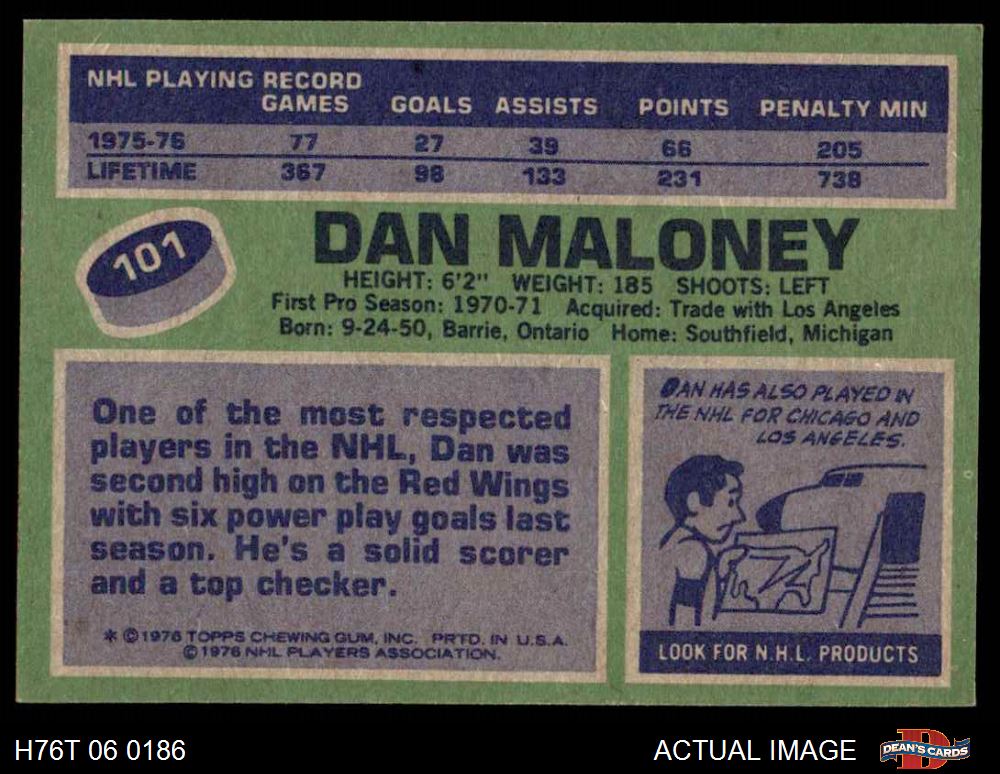 NHL PLAYING RECORD
GAMES GOALS ASSISTS POINTS PENALTY MIN
1975-76 77 27 39 66 205
LIFETIME 367 98 133 231 738
101
DAN MALONEY
HEIGHT: 6'2" WEIGHT: 185 SHOOTS: LEFT
First Pro Season: 1970-71 Acquired: Trade with Los Angeles
Born: 9-24-50, Barrie, Ontario Home: Southfield, Michigan
One of the most respected
players in the NHL, Dan was
second high on the Red Wings
with six power play goals last
season. He's a solid scorer
and a top checker.
* © 1976 TOPPS CHEWING GUM, INC. PRTD. IN U.S.A.
© 1976 NHL PLAYERS ASSOCIATION.
DAN HAS ALSO PLAYED IN
THE NHL FOR CHICAGO AND
LOS ANGELES.
LOOK FOR N.H.L. PRODUCTS
H76T 06 0186
ACTUAL IMAGE
DEAN'S CARDS